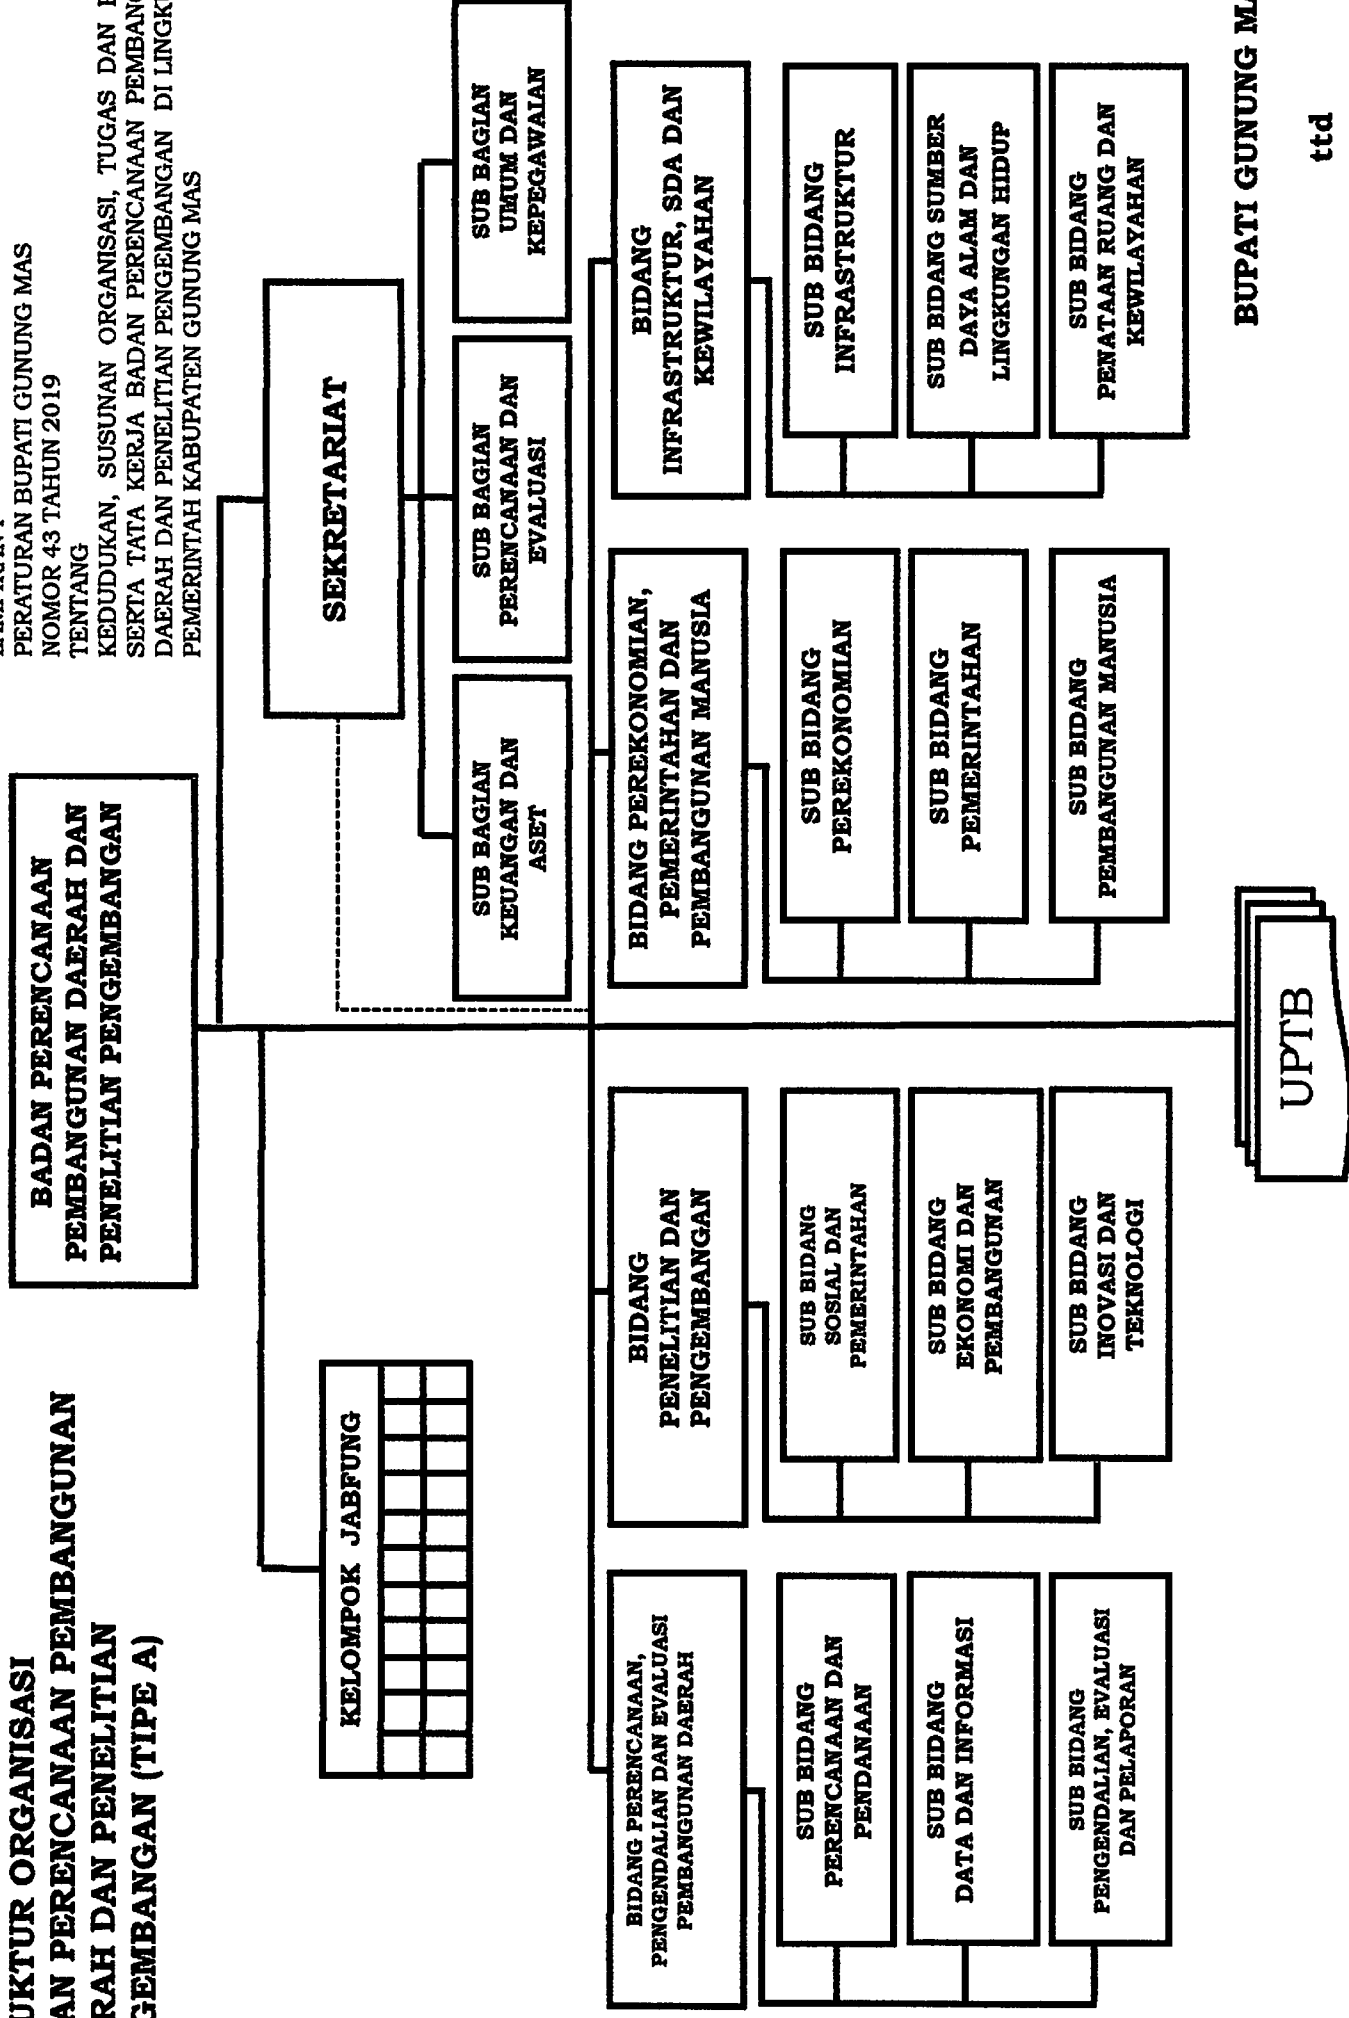 UKTUR ORGANISASI
AN PERENCANAAN PEMBANGUNAN
RAH DAN PENELITIAN
GEMBANGAN (TIPE A)
PERATURAN BUPATI GUNUNG MAS
NOMOR 43 TAHUN 2019
TENTANG
KEDUDUKAN, SUSUNAN ORGANISASI, TUGAS DAN
SERTA TATA KERJA BADAN PERENCANAAN PEMBANG
DAERAH DAN PENELITIAN PENGEMBANGAN DI LINGKU
PEMERINTAH KABUPATEN GUNUNG MAS
BADAN PERENCANAAN
PEMBANGUNAN DAERAH DAN
PENELITIAN PENGEMBANGAN
KELOMPOK JABFUNG
SEKRETARIAT
SUB BAGIAN
KEUANGAN DAN
ASET
SUB BAGIAN
PERENCANAAN DAN
EVALUASI
SUB BAGIAN
UMUM DAN
KEPEGAWAIAN
BIDANG PERENCANAAN,
PENGENDALIAN DAN EVALUASI
PEMBANGUNAN DAERAH
SUB BIDANG
PERENCANAAN DAN
PENDANAAN
SUB BIDANG
DATA DAN INFORMASI
SUB BIDANG
PENGENDALIAN, EVALUASI
DAN PELAPORAN
BIDANG
PENELITIAN DAN
PENGEMBANGAN
SUB BIDANG
SOSIAL DAN
PEMERINTAHAN
SUB BIDANG
EKONOMI DAN
PEMBANGUNAN
SUB BIDANG
INOVASI DAN
TEKNOLOGI
BIDANG PEREKONOMIAN,
PEMERINTAHAN DAN
PEMBANGUNAN MANUSIA
SUB BIDANG
PEREKONOMIAN
SUB BIDANG
PEMERINTAHAN
SUB BIDANG
PEMBANGUNAN MANUSIA
BIDANG
INFRASTRUKTUR, SDA DAN
KEWILAYAHAN
SUB BIDANG
INFRASTRUKTUR
SUB BIDANG SUMBER
DAYA ALAM DAN
LINGKUNGAN HIDUP
SUB BIDANG
PENATAAN RUANG DAN
KEWILAYAHAN
UPTB
BUPATI GUNUNG MA
ttd